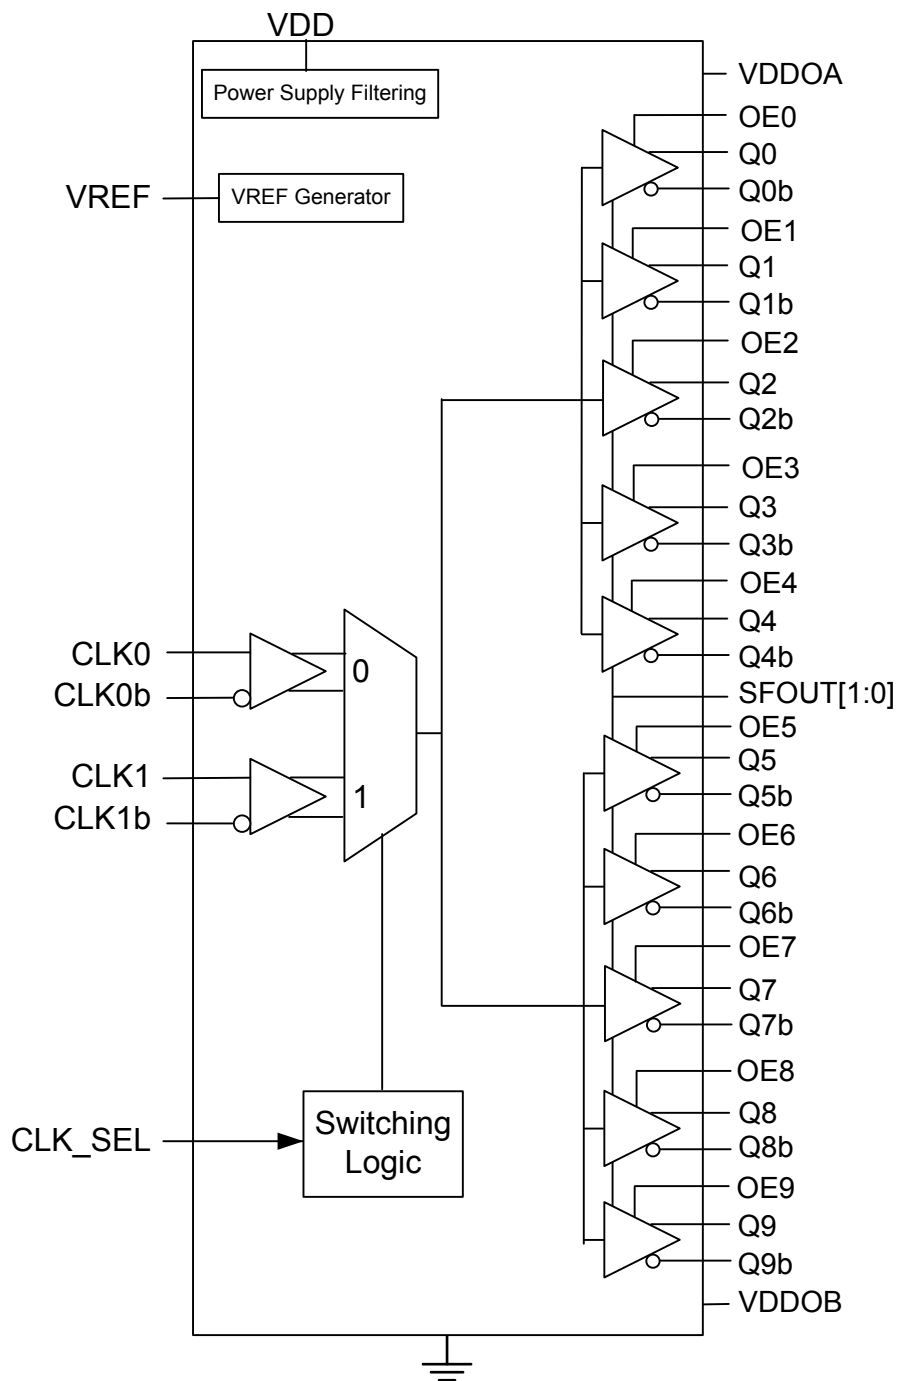 VDD
Power Supply Filtering
VREF
VREF Generator
CLK0
CLK0b
CLK1
CLK1b
0
1
CLK_SEL
Switching
Logic
VDDOA
OE0
Q0
Q0b
OE1
Q1
Q1b
OE2
Q2
Q2b
OE3
Q3
Q3b
OE4
Q4
Q4b
SFOUT[1:0]
OE5
Q5
Q5b
OE6
Q6
Q6b
OE7
Q7
Q7b
OE8
Q8
Q8b
OE9
Q9
Q9b
VDDOB